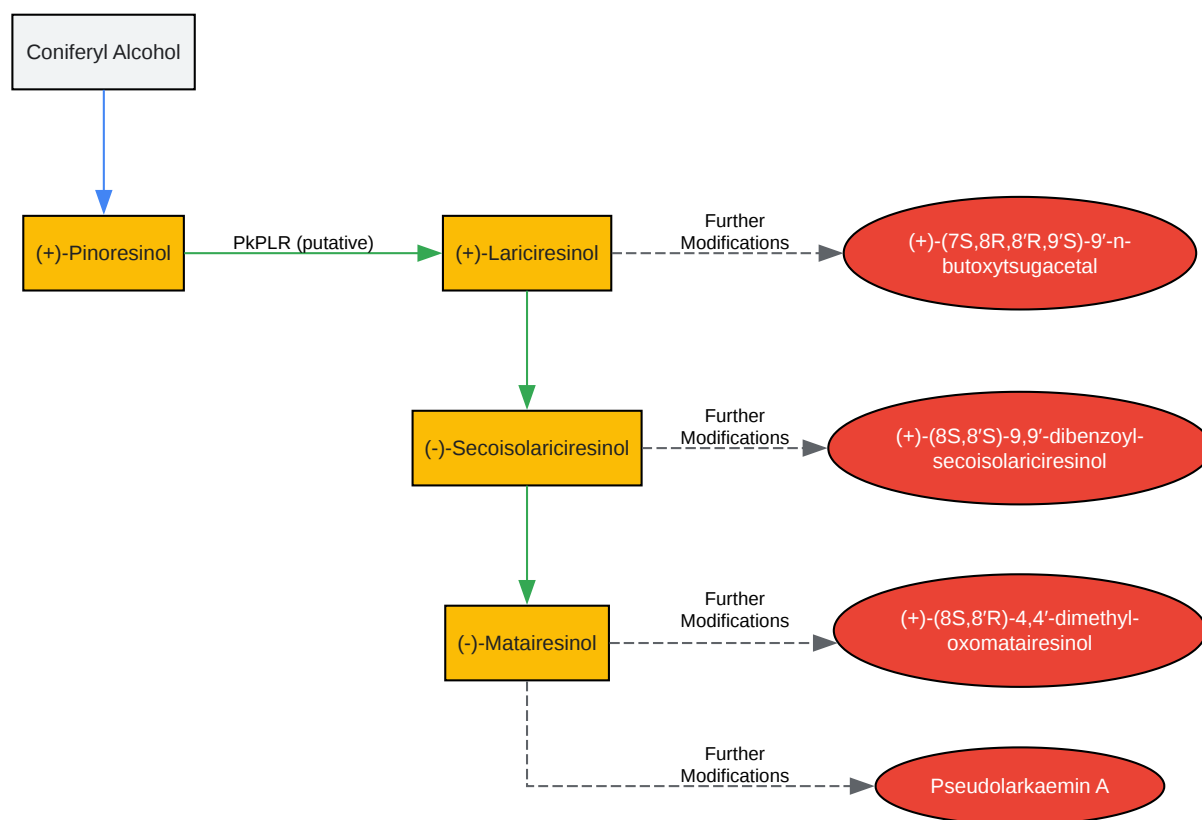 Coniferyl Alcohol
(+)-Pinoresinol
PkPLR (putative)
(+)-Lariciresinol
Further
Modifications
(+)-(7S,8R,8′R,9′S)-9′-n-
butoxytsugacetal
(-)-Secoisolariciresinol
Further
Modifications
(+)-(8S,8′S)-9,9′-dibenzoyl-
secoisolariciresinol
(-)-Matairesinol
Further
Modifications
(+)-(8S,8′R)-4,4′-dimethyl-
oxomatairesinol
Further
Modifications
Pseudolarkaemin A